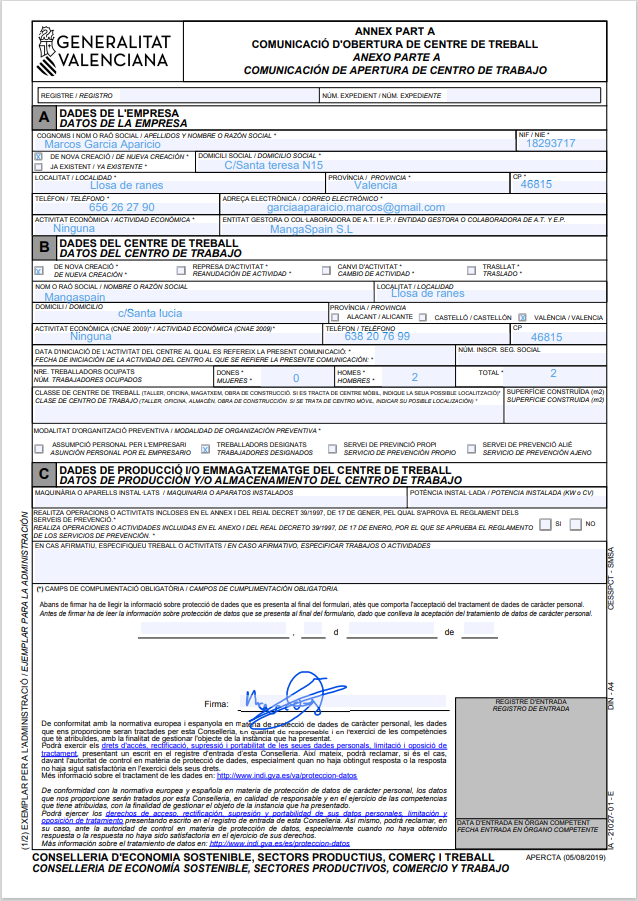 GENERALITAT
VALENCIANA
ANNEX PART A
COMUNICACIÓ D'OBERTURA DE CENTRE DE TREBALL
ANEXO PARTE A
COMUNICACIÓN DE APERTURA DE CENTRO DE TRABAJO
REGISTRE / REGISTRO
NÚM. EXPEDIENT / NÚM. EXPEDIENTE
A
DADES DE L'EMPRESA
DATOS DE LA EMPRESA
COGNOMS I NOM O RAÓ SOCIAL / APELLIDOS Y NOMBRE O RAZÓN SOCIAL *
NIF / NIE *
Marcos Garcia Aparicio
18293717
DE NOVA CREACIÓ / DE NUEVA CREACIÓN *
JA EXISTENT / YA EXISTENTE *
DOMICILI SOCIAL / DOMICILIO SOCIAL *
C/Santa teresa N15
LOCALITAT / LOCALIDAD *
PROVÍNCIA / PROVINCIA *
CP *
Llosa de ranes
Valencia
46815
TELÈFON / TELÉFONO *
ADREÇA ELECTRÒNICA / CORREO ELECTRÓNICO *
656 26 27 90
garciaaparaicio.marcos@gmail.com
ACTIVITAT ECONÒMICA / ACTIVIDAD ECONÓMICA *
ENTITAT GESTORA O COL·LABORADORA DE A.T. I E.P. / ENTIDAD GESTORA O COLABORADORA DE A.T. Y E.P.
Ninguna
MangaSpain S.L
B
DADES DEL CENTRE DE TREBALL
DATOS DEL CENTRO DE TRABAJO
DE NOVA CREACIÓ *
DE NUEVA CREACIÓN *
REPRESA D'ACTIVITAT *
REANUDACIÓN DE ACTIVIDAD *
CANVI D'ACTIVITAT *
CAMBIO DE ACTIVIDAD *
TRASLLAT *
TRASLADO *
NOM O RAÓ SOCIAL / NOMBRE O RAZÓN SOCIAL
LOCALITAT / LOCALIDAD
Mangaspain
Llosa de ranes
DOMICILI / DOMICILIO
c/Santa lucia
PROVÍNCIA / PROVINCIA
ALACANT / ALICANTE
CASTELLÓ / CASTELLÓN
VALÈNCIA / VALENCIA
ACTIVITAT ECONÒMICA (CNAE 2009)* / ACTIVIDAD ECONÓMICA (CNAE 2009)*
TELÈFON / TELÉFONO
CP
Ninguna
638 20 76 99
46815
DATA D'INICIACIÓ DE L'ACTIVITAT DEL CENTRE AL QUAL ES REFEREIX LA PRESENT COMUNICACIÓ: *
FECHA DE INICIACIÓN DE LA ACTIVIDAD DEL CENTRO AL QUE SE REFIERE LA PRESENTE COMUNICACIÓN: *
NÚM. INSCR. SEG. SOCIAL
NRE. TREBALLADORS OCUPATS
NÚM. TRABAJADORES OCUPADOS
DONES *
MUJERES *
0
HOMES *
HOMBRES *
2
TOTAL *
2
CLASSE DE CENTRE DE TREBALL (TALLER, OFICINA, MAGATXEM, OBRA DE CONSTRUCCIÓ. SI ES TRACTA DE CENTRE MÒBIL, INDIQUE LA SEUA POSSIBLE LOCALITZACIÓ)*
CLASE DE CENTRO DE TRABAJO (TALLER, OFICINA, ALMACÉN, OBRA DE CONSTRUCCIÓN. SI SE TRATA DE CENTRO MÓVIL, INDICAR SU POSIBLE LOCALIZACIÓN) *
SUPERFÍCIE CONSTRUÏDA (m2)
SUPERFICIE CONSTRUIDA (m2)
MODALITAT D'ORGANITZACIÓ PREVENTIVA / MODALIDAD DE ORGANIZACIÓN PREVENTIVA *
ASSUMPCIÓ PERSONAL PER L'EMPRESARI
ASUNCIÓN PERSONAL POR EL EMPRESARIO
TREBALLADORS DESIGNATS
TRABAJADORES DESIGNADOS
SERVEI DE PREVENCIÓ PROPI
SERVICIO DE PREVENCIÓN PROPIO
SERVEI DE PREVENCIÓ ALIÉ
SERVICIO DE PREVENCIÓN AJENO
C
DADES DE PRODUCCIÓ I/O EMMAGATZEMATGE DEL CENTRE DE TREBALL
DATOS DE PRODUCCIÓN Y/O ALMACENAMIENTO DEL CENTRO DE TRABAJO
MAQUINÀRIA O APARELLS INSTAL·LATS / MAQUINARIA O APARATOS INSTALADOS
POTÈNCIA INSTAL·LADA / POTENCIA INSTALADA (KW o CV)
REALITZA OPERACIONS O ACTIVITATS INCLOSES EN EL ANNEX I DEL REIAL DECRET 39/1997, DE 17 DE GENER, PEL QUAL S'APROVA EL REGLAMENT DELS
SERVEIS DE PREVENCIÓ.*
REALIZA OPERACIONES O ACTIVIDADES INCLUIDAS EN EL ANEXO I DEL REAL DECRETO 39/1997, DE 17 DE ENERO, POR EL QUE SE APRUEBA EL REGLAMENTO
DE LOS SERVICIOS DE PREVENCIÓN. *
SI
NO
EN CAS AFIRMATIU, ESPECIFIQUEU TREBALL O ACTIVITATS / EN CASO AFIRMATIVO, ESPECIFICAR TRABAJOS O ACTIVIDADES
(*) CAMPS DE COMPLIMENTACIÓ OBLIGATÒRIA / CAMPOS DE CUMPLIMENTACIÓN OBLIGATORIA.
Abans de firmar ha de llegir la informació sobre protecció de dades que es presenta al final del formulari, atés que comporta l'acceptació del tractament de dades de caràcter personal.
Antes de firmar ha de leer la información sobre protección de datos que se presenta al final del formulario, dado que conlleva la aceptación del tratamiento de datos de carácter personal.
, d de
Firma:
Marcos
De conformitat amb la normativa europea i espanyola en matèria de protecció de dades de caràcter personal, les dades
que ens proporcione seran tractades per esta Conselleria, en qualitat de responsable i en l'exercici de les competències
que té atribuïdes, amb la finalitat de gestionar l'objecte de la instància que ha presentat.
Podrà exercir els drets d'accés, rectificació, supressió i portabilitat de les seues dades personals, limitació i oposició de
tractament, presentant un escrit en el registre d'entrada d'esta Conselleria. Així mateix, podrà reclamar, si és el cas,
davant l'autoritat de control en matèria de protecció de dades, especialment quan no haja obtingut resposta o la resposta
no haja sigut satisfactòria en l'exercici dels seus drets.
Més informació sobre el tractament de les dades en: http://www.indi.gva.es/va/proteccion-datos
De conformidad con la normativa europea y española en materia de protección de datos de carácter personal, los datos
que nos proporcione serán tratados por esta Conselleria, en calidad de responsable y en el ejercicio de las competencias
que tiene atribuidas, con la finalidad de gestionar el objeto de la instancia que ha presentado.
Podrá ejercer los derechos de acceso, rectificación, supresión y portabilidad de sus datos personales, limitación y
oposición de tratamiento presentando un escrito en el registro de entrada de esta Conselleria. Asimismo, podrá reclamar, en
su caso, ante la autoridad de control en materia de protección de datos, especialmente cuando no haya obtenido
respuesta o la respuesta no haya sido satisfactoria en el ejercicio de sus derechos.
Más información sobre el tratamiento de datos en: http://www.indi.gva.es/es/proteccion-datos
REGISTRE D'ENTRADA
REGISTRO DE ENTRADA
DATA D'ENTRADA EN ÒRGAN COMPETENT
FECHA ENTRADA EN ÓRGANO COMPETENTE
(1/2) EXEMPLAR PER A L'ADMINISTRACIÓ / EJEMPLAR PARA LA ADMINISTRACIÓN
CESSPCT - SMSA
DIN - A4
IA - 21027 - 01 - E
CONSELLERIA D'ECONOMIA SOSTENIBLE, SECTORS PRODUCTIUS, COMERÇ I TREBALL
APERCTA (05/08/2019)
CONSELLERIA DE ECONOMÍA SOSTENIBLE, SECTORES PRODUCTIVOS, COMERCIO Y TRABAJO